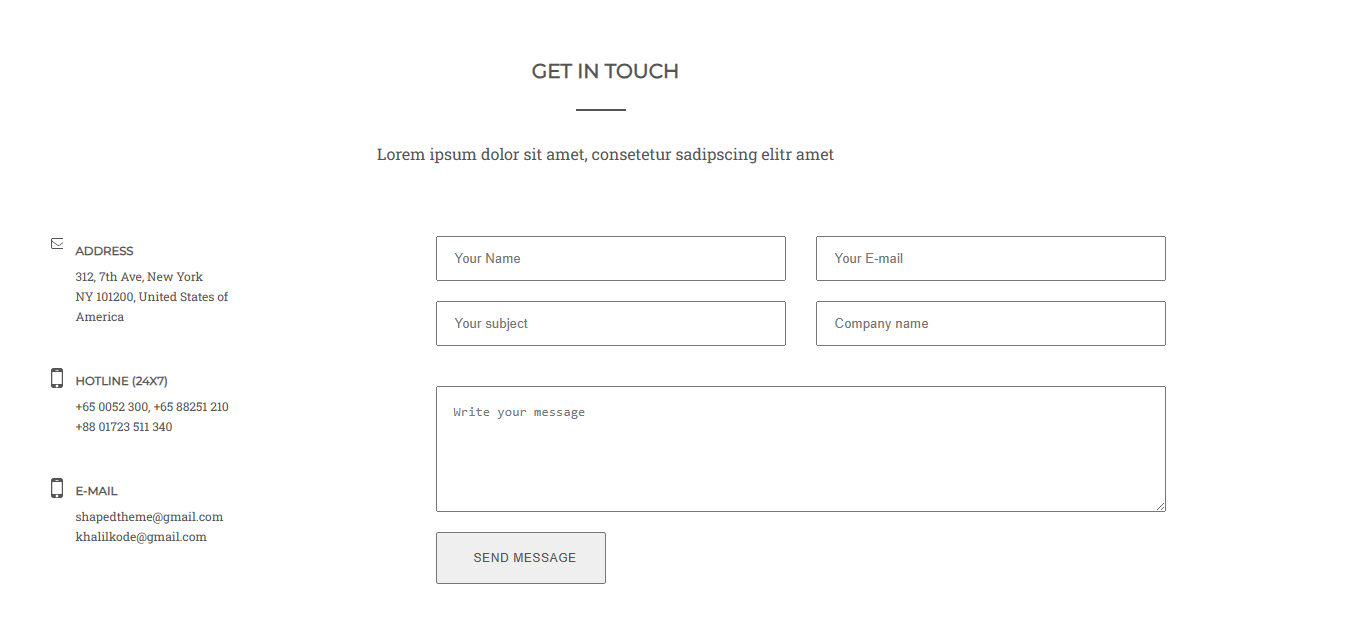 GET IN TOUCH
Lorem ipsum dolor sit amet, consetetur sadipscing elitr amet
ADDRESS
312, 7th Ave, New York
NY 101200, United States of
America
HOTLINE (24X7)
+65 0052 300, +65 88251 210
+88 01723 511 340
E-MAIL
shapedtheme@gmail.com
khalilkode@gmail.com
Your Name
Your E-mail
Your subject
Company name
Write your message
SEND MESSAGE